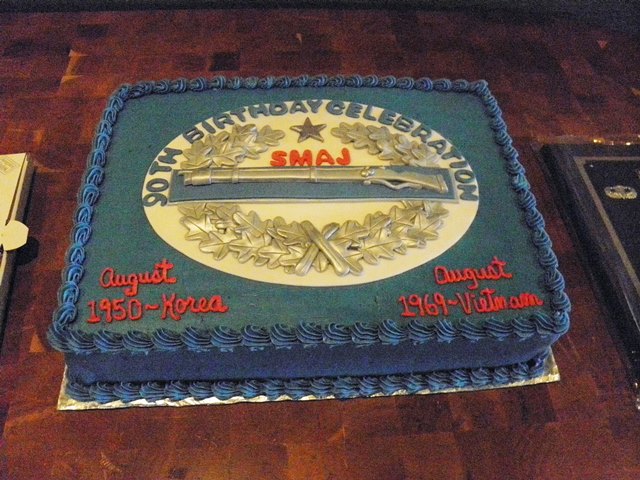 90TH BIRTHDAY CELEBRATION
SMAJ
August
1950-Korea
August
1969-Vietnam